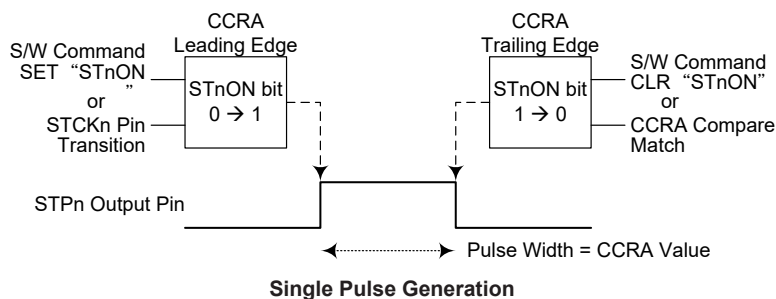 CCRA
Leading Edge
S/W Command
SET “STnON
”
or
STCKn Pin
Transition
STnON bit
0 → 1
CCRA
Trailing Edge
STnON bit
1 → 0
S/W Command
CLR “STnON”
or
CCRA Compare
Match
STPn Output Pin
Pulse Width = CCRA Value
Single Pulse Generation